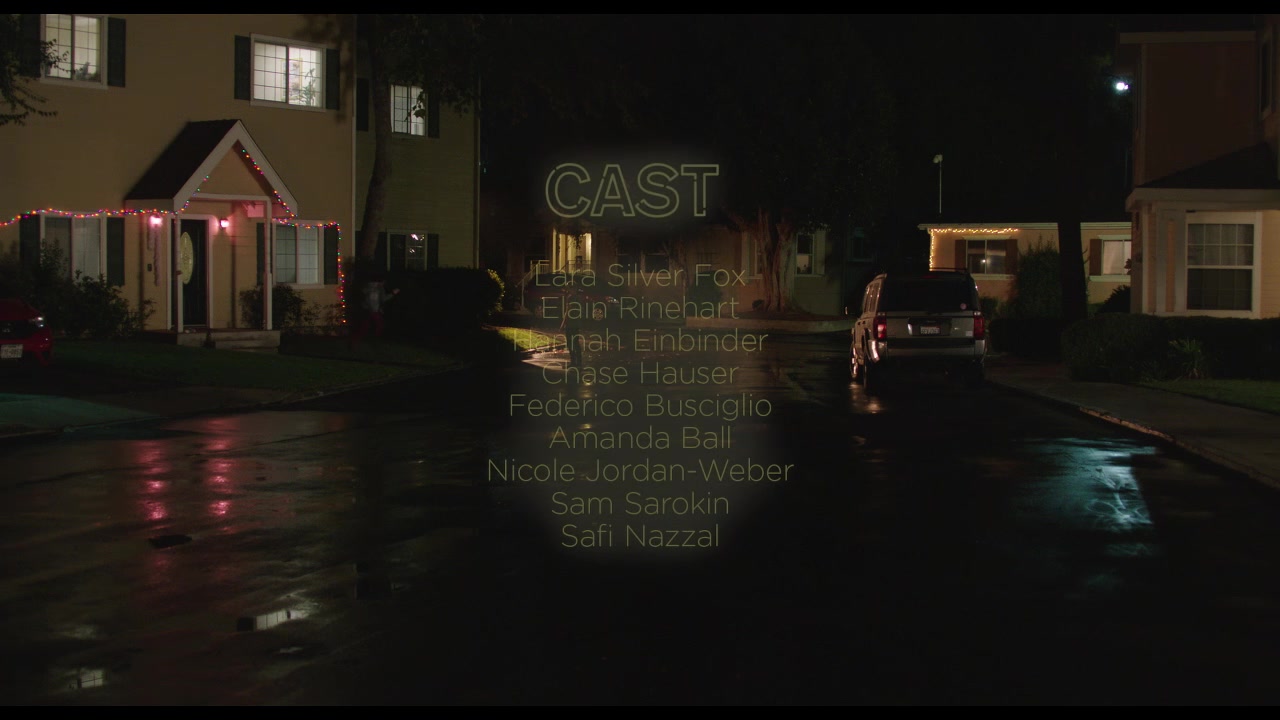 CAST
Lara Silver Fox
Elain Rinehart
Hannah Einbinder
Chase Hauser
Federico Busciglio
Amanda Ball
Nicole Jordan-Weber
Sam Sarokin
Safi Nazzal